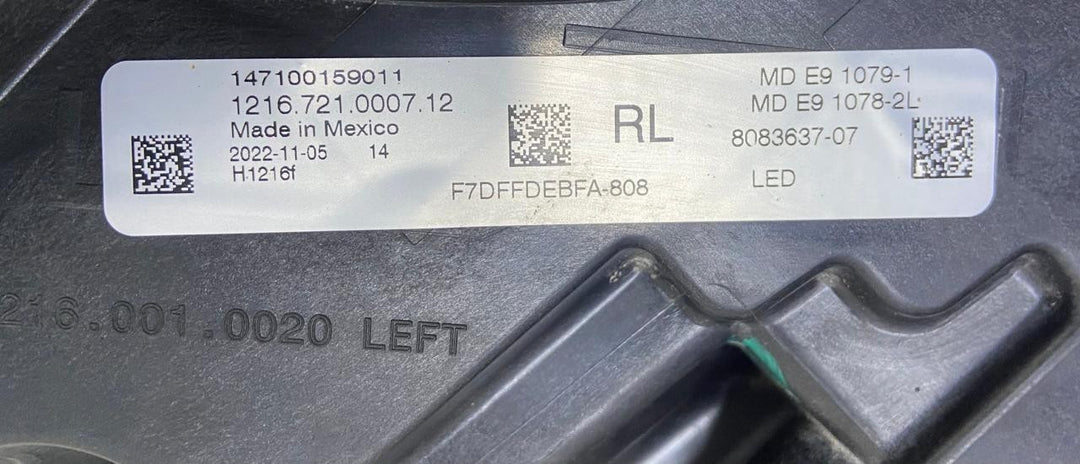 147100159011
1216.721.0007.12
Made in Mexico
2022-11-05 14
H1216f
RL
F7DFFDEBFA-808
MD E9 1079-1
MD E9 1078-2L
8083637-07
LED
216.001.0020 LEFT